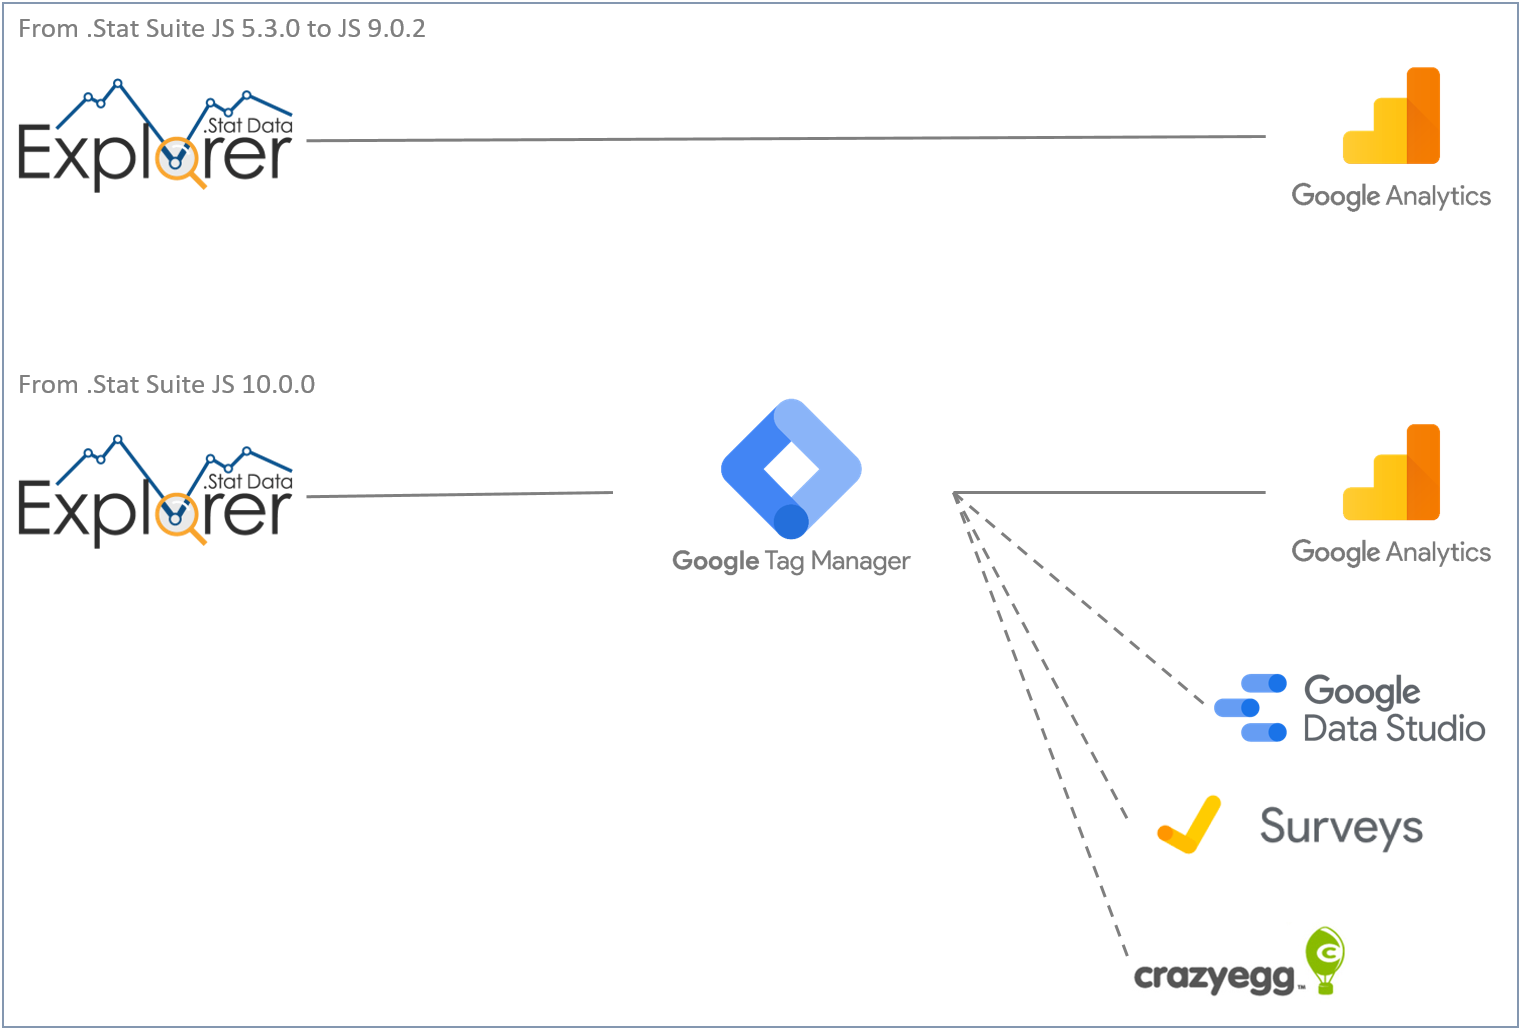 From .Stat Suite JS 5.3.0 to JS 9.0.2
.Stat Data
Explorer
Google Analytics
From .Stat Suite JS 10.0.0
.Stat Data
Explorer
Google Tag Manager
Google Analytics
Google
Data Studio
Surveys
crazyegg™